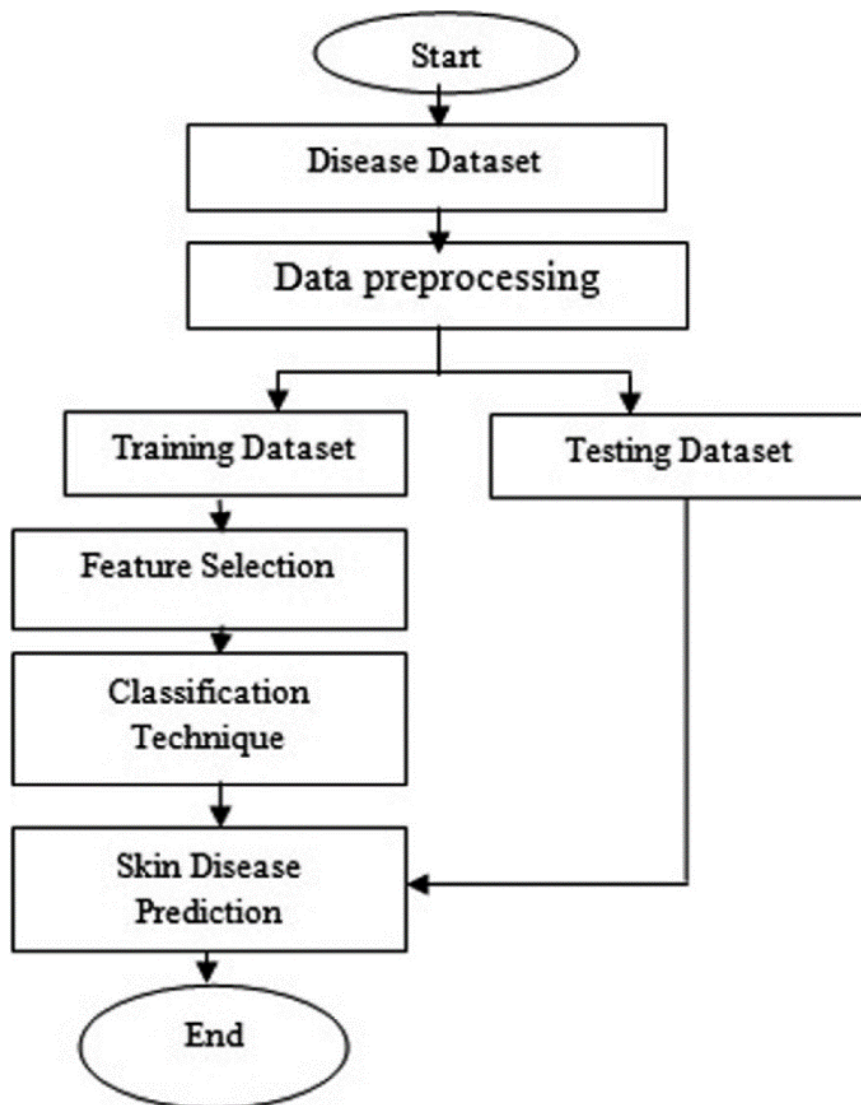 Start
Disease Dataset
Data preprocessing
Training Dataset
Testing Dataset
Feature Selection
Classification
Technique
Skin Disease
Prediction
End